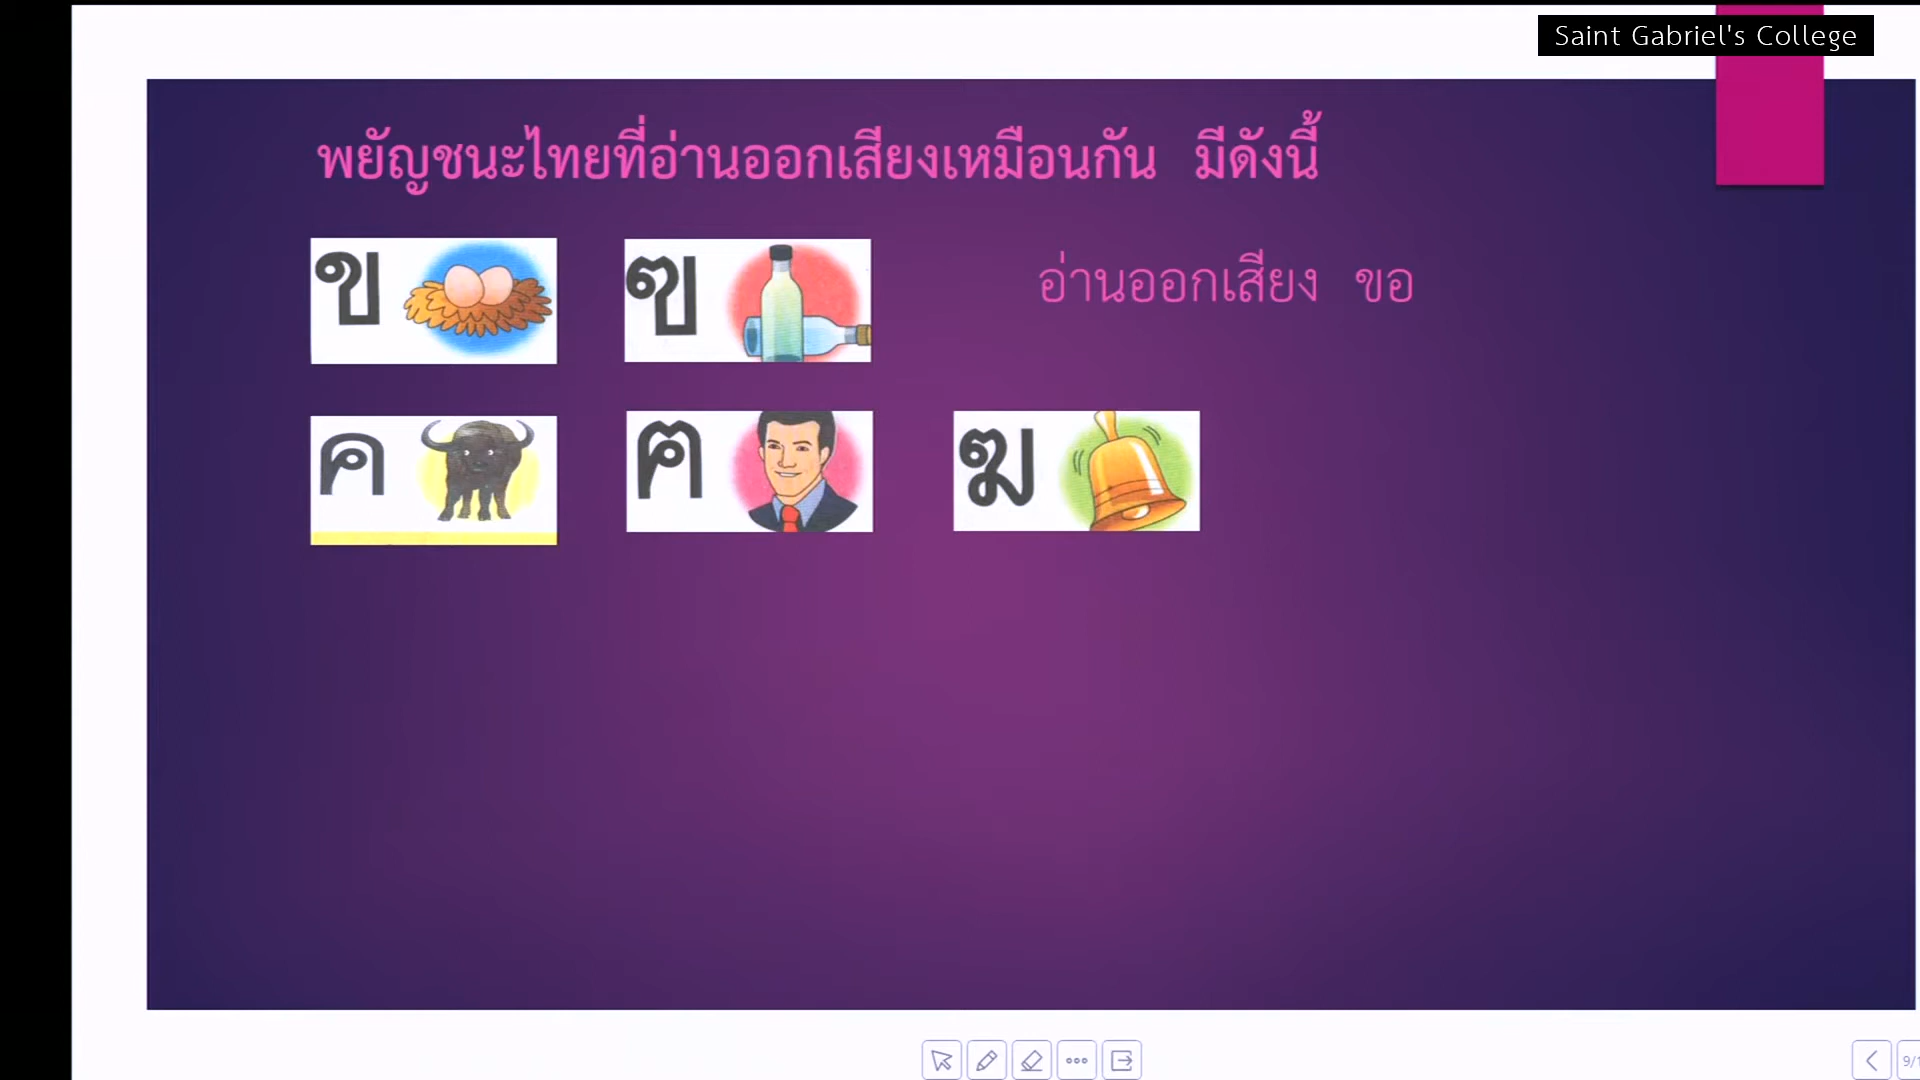 Saint Gabriel's College
พยัญชนะไทยที่อ่านออกเสียงเหมือนกัน มีดังนี้
ข ฃ อ่านออกเสียง ขอ
ค ฅ ฆ
9/1